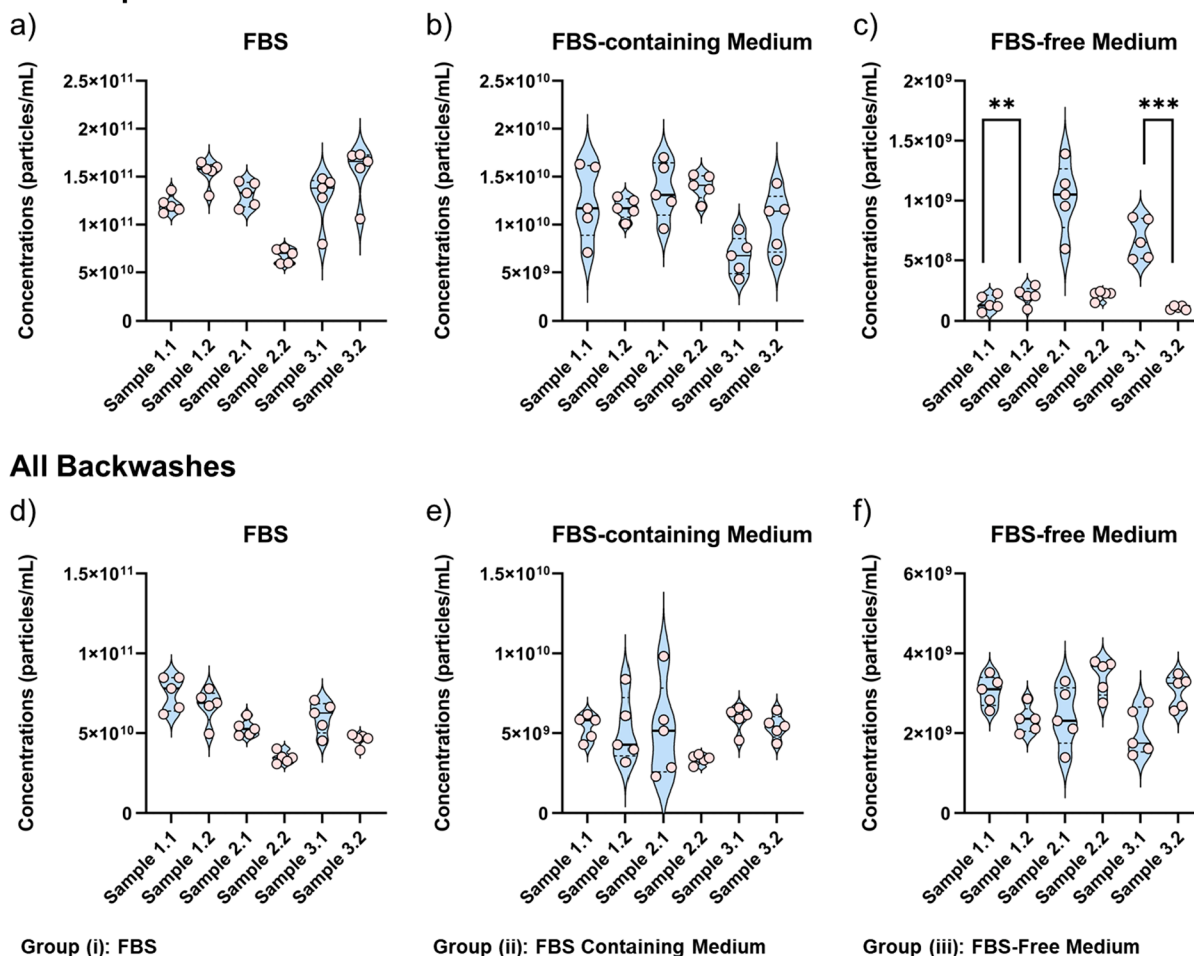 a)
FBS
Concentrations (particles/mL)
2.5×10¹¹
2×10¹¹
1.5×10¹¹
1×10¹¹
5×10¹⁰
0
Sample 1.1
Sample 1.2
Sample 2.1
Sample 2.2
Sample 3.1
Sample 3.2
b)
FBS-containing Medium
Concentrations (particles/mL)
2.5×10¹⁰
2×10¹⁰
1.5×10¹⁰
1×10¹⁰
5×10⁹
0
Sample 1.1
Sample 1.2
Sample 2.1
Sample 2.2
Sample 3.1
Sample 3.2
c)
FBS-free Medium
Concentrations (particles/mL)
2×10⁹
1.5×10⁹
1×10⁹
5×10⁸
0
**
***
Sample 1.1
Sample 1.2
Sample 2.1
Sample 2.2
Sample 3.1
Sample 3.2
All Backwashes
d)
FBS
Concentrations (particles/mL)
1.5×10¹¹
1×10¹¹
5×10¹⁰
0
Sample 1.1
Sample 1.2
Sample 2.1
Sample 2.2
Sample 3.1
Sample 3.2
e)
FBS-containing Medium
Concentrations (particles/mL)
1.5×10¹⁰
1×10¹⁰
5×10⁹
0
Sample 1.1
Sample 1.2
Sample 2.1
Sample 2.2
Sample 3.1
Sample 3.2
f)
FBS-free Medium
Concentrations (particles/mL)
6×10⁹
4×10⁹
2×10⁹
0
Sample 1.1
Sample 1.2
Sample 2.1
Sample 2.2
Sample 3.1
Sample 3.2
Group (i): FBS
Group (ii): FBS Containing Medium
Group (iii): FBS-Free Medium